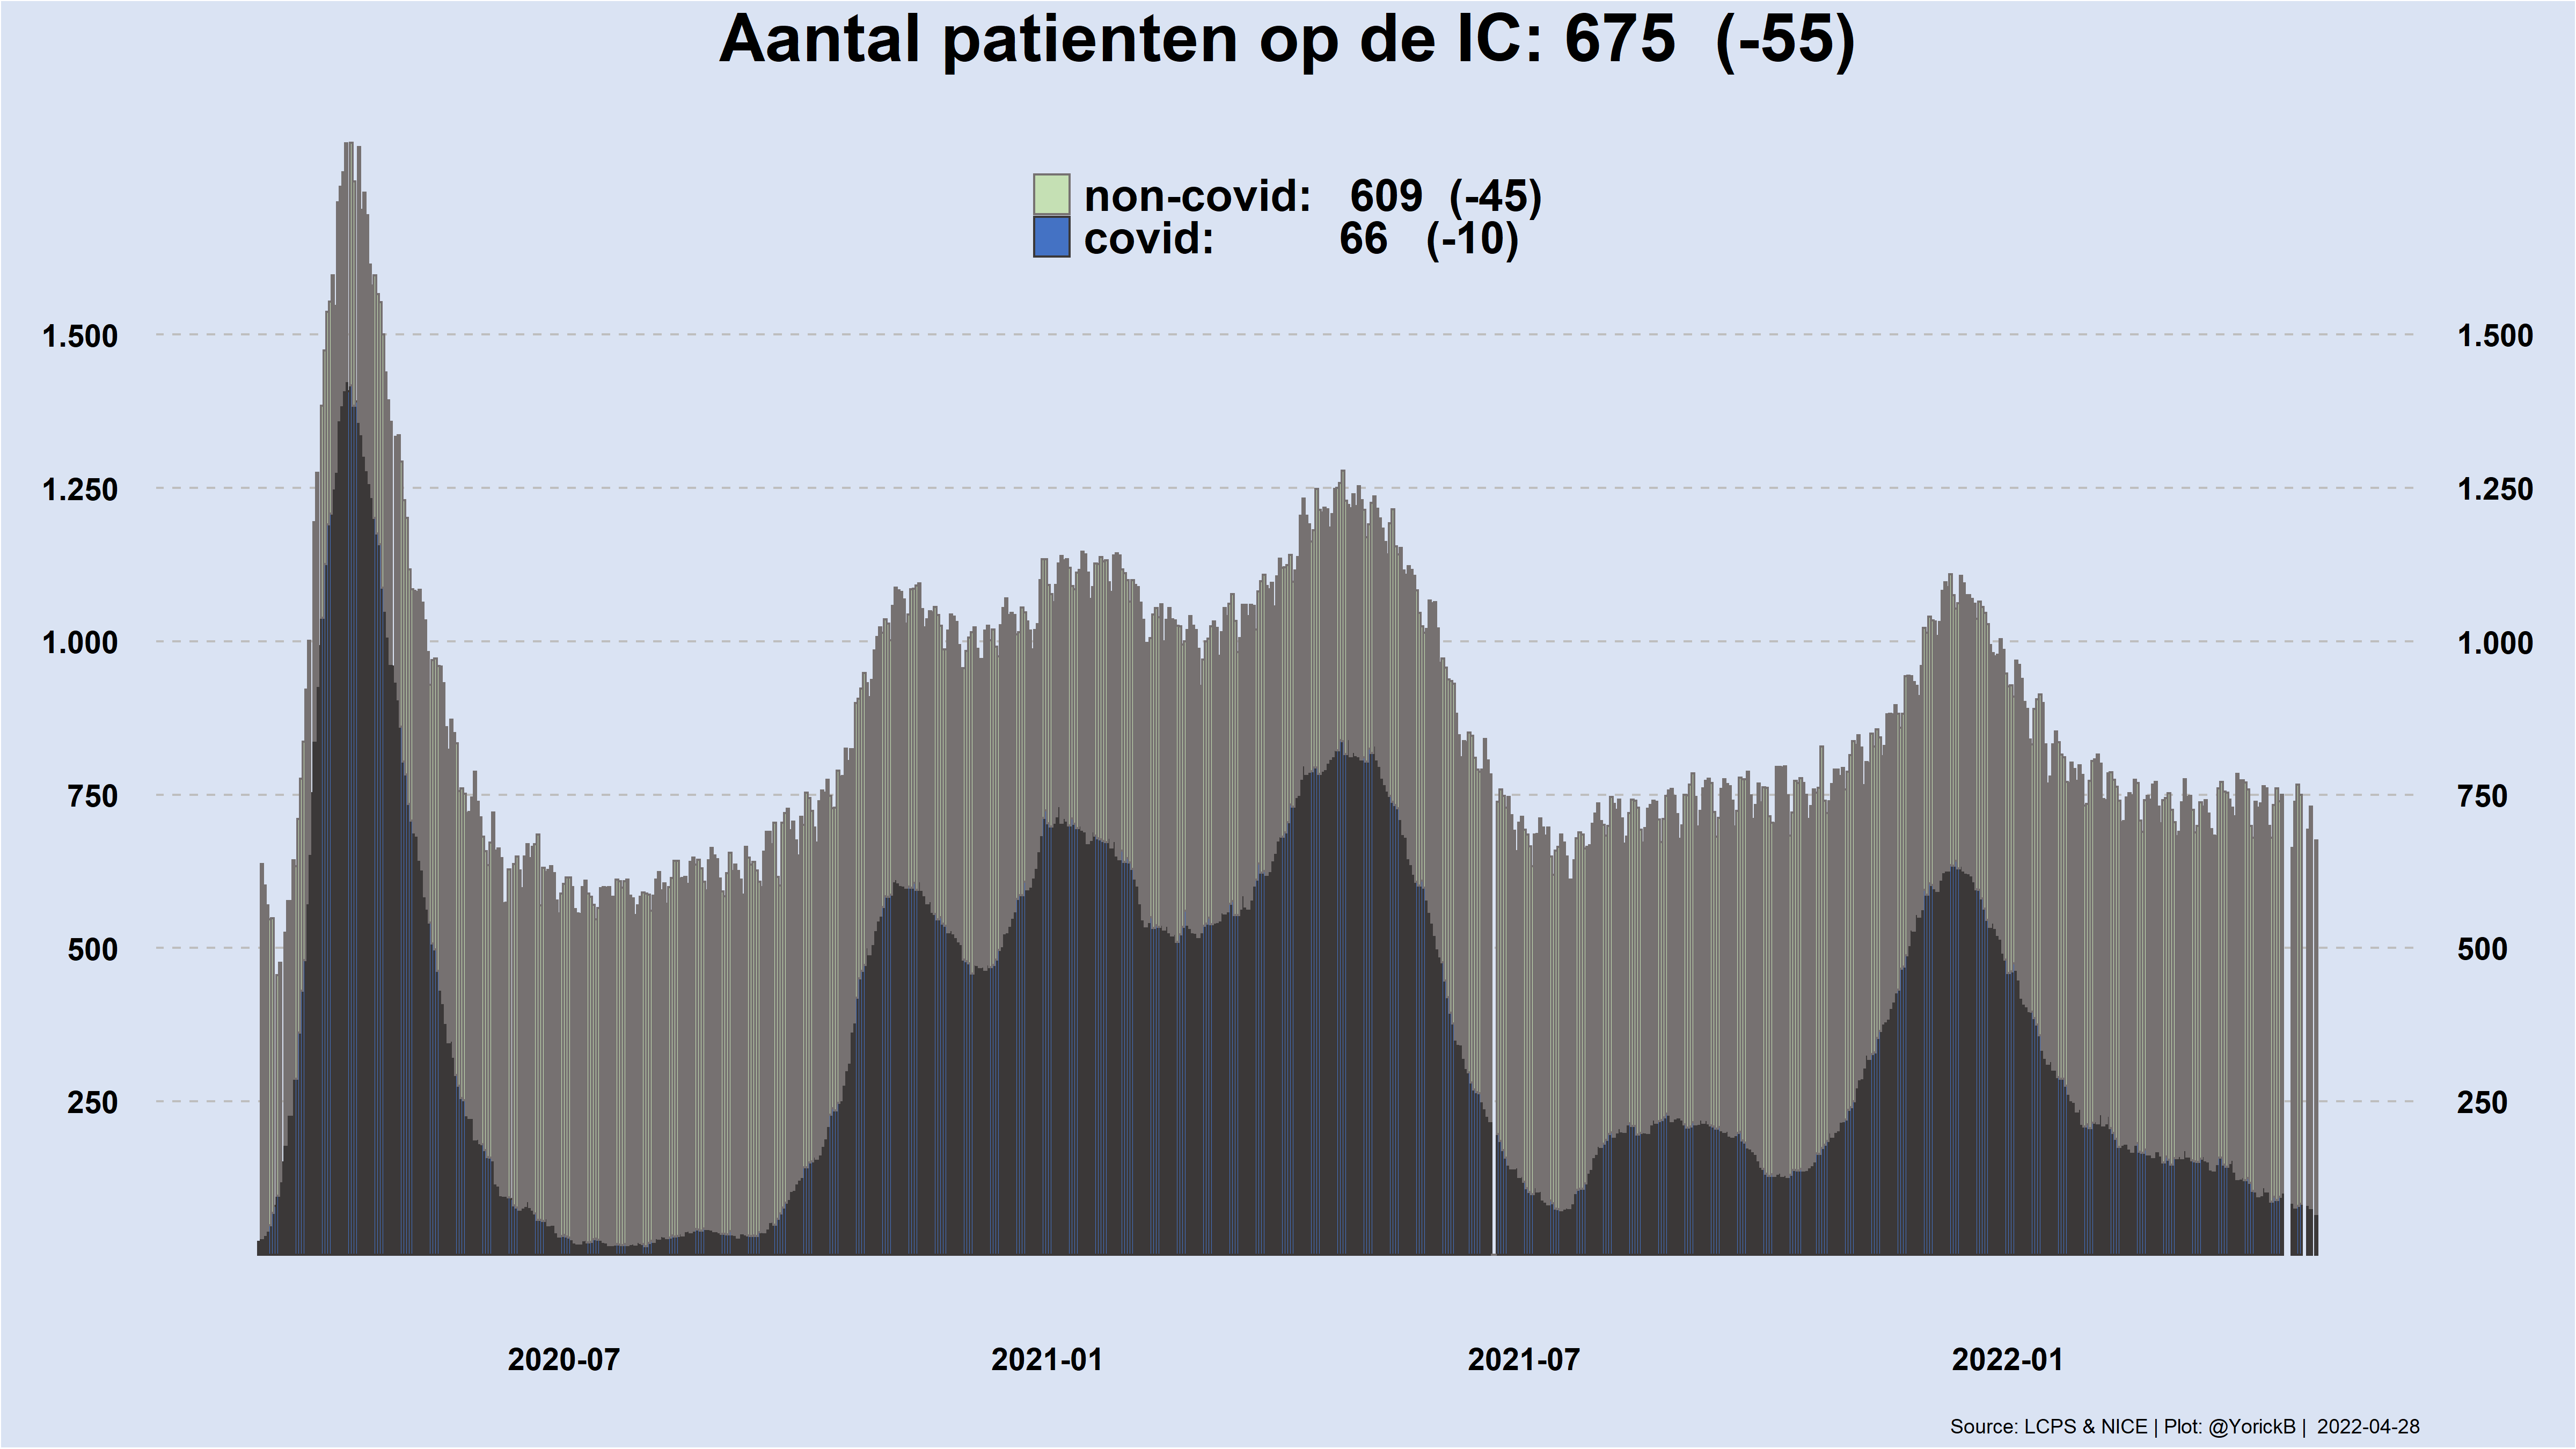 Aantal patienten op de IC: 675 (-55)
non-covid: 609 (-45)
covid: 66 (-10)
1.500 1.500
1.250 1.250
1.000 1.000
750 750
500 500
250 250
2020-07 2021-01 2021-07 2022-01
Source: LCPS & NICE | Plot: @YorickB | 2022-04-28